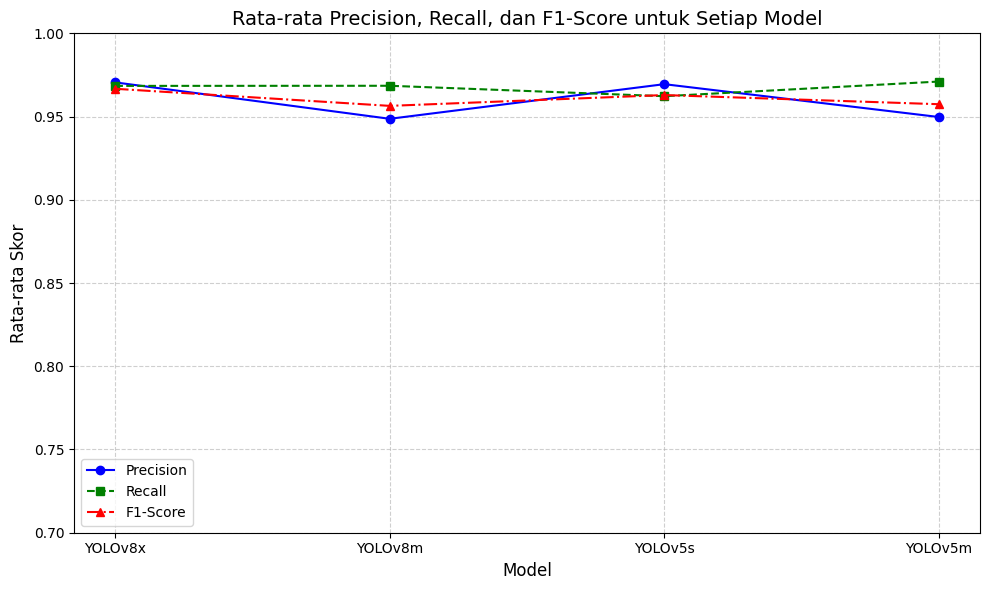 Rata-rata Precision, Recall, dan F1-Score untuk Setiap Model
Rata-rata Skor
1.00
0.95
0.90
0.85
0.80
0.75
0.70
Precision
Recall
F1-Score
YOLOv8x YOLOv8m YOLOv5s YOLOv5m
Model